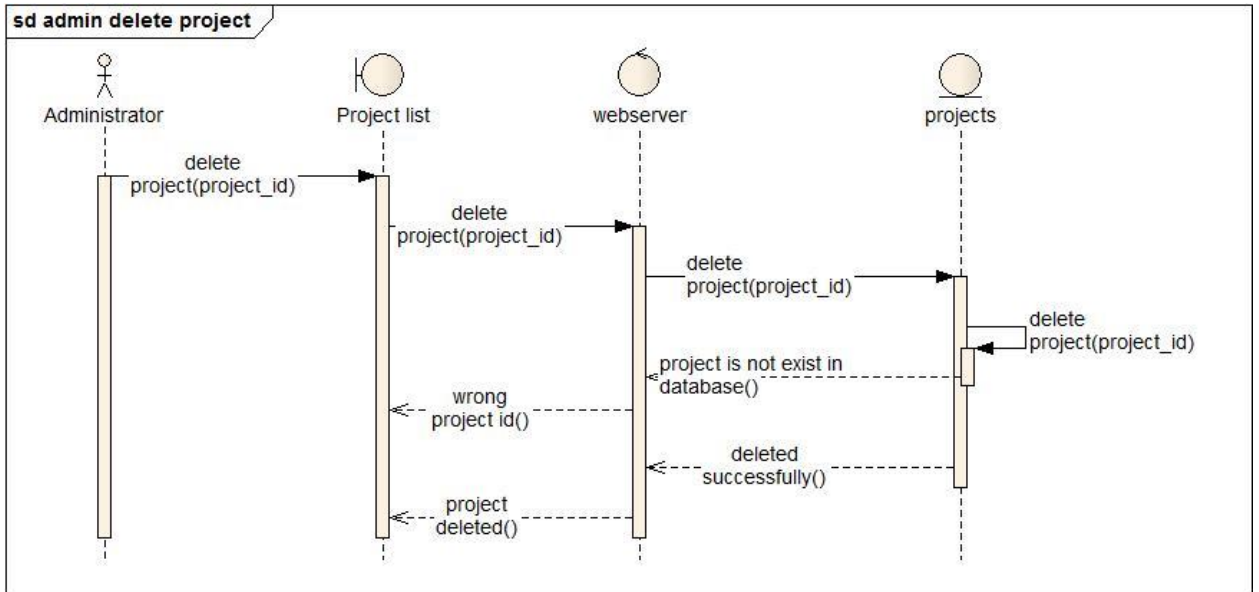 sd admin delete project
Administrator
Project list
webserver
projects
delete
project(project_id)
delete
project(project_id)
delete
project(project_id)
delete
project(project_id)
project is not exist in
database()
wrong
project id()
deleted
successfully()
project
deleted()